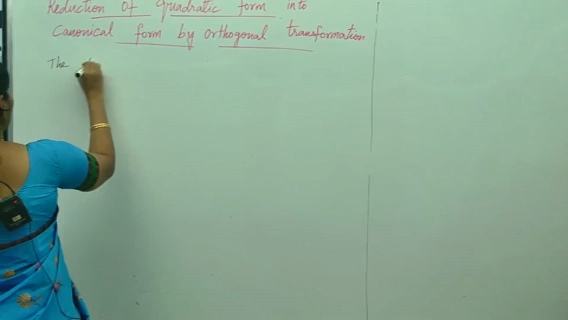 Reduction of quadratic form into
Canonical form by orthogonal transformation
The